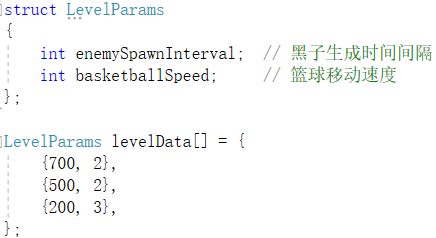 struct LevelParams
{
    int enemySpawnInterval;  // 黑子生成时间间隔
    int basketballSpeed;     // 篮球移动速度
};

LevelParams levelData[] = {
    {700, 2},
    {500, 2},
    {200, 3},
};